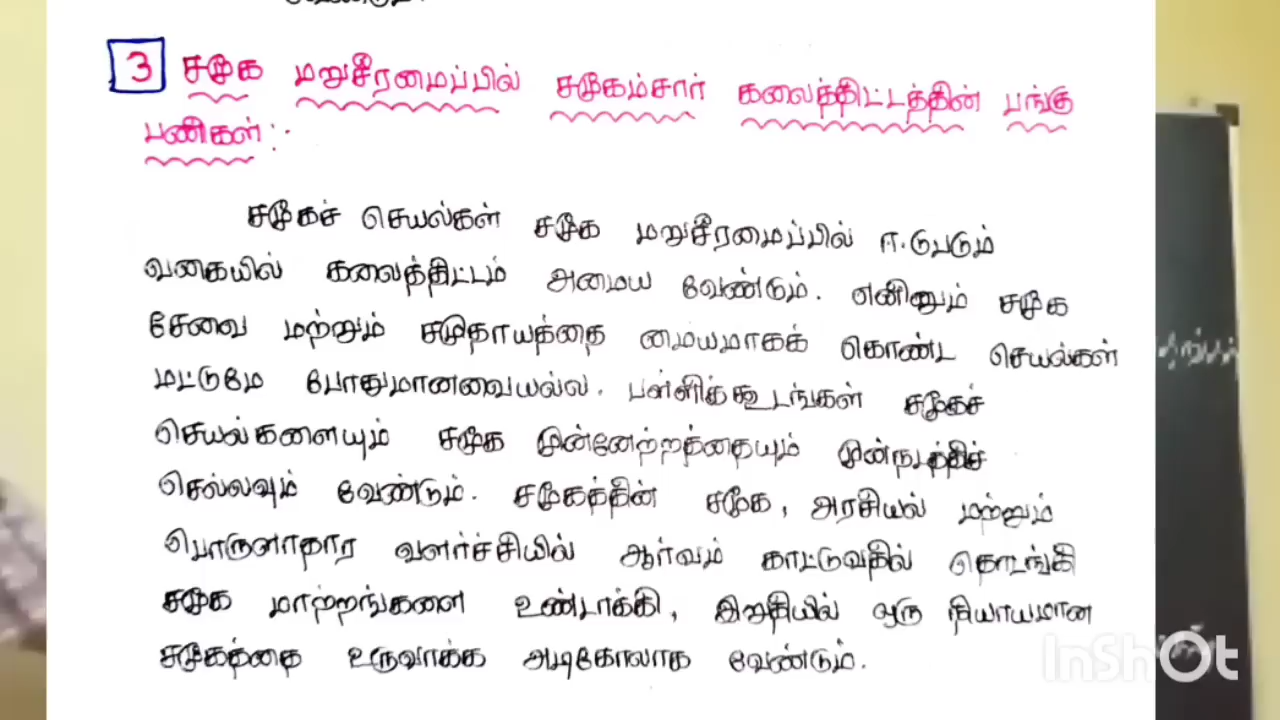 வேண்டும்.
3 சமூக மறுசீரமைப்பில் சமூகம்சார் கலைத்திட்டத்தின் பங்கு
பணிகள்:-
சமூகச் செயல்கள் சமூக மறுசீரமைப்பில் ஈடுபடும்
வகையில் கலைத்திட்டம் அமைய வேண்டும். எனினும் சமூக
சேவை மற்றும் சமுதாயத்தை மையமாகக் கொண்ட செயல்கள்
மட்டுமே போதுமானவையல்ல. பள்ளிக்கூடங்கள் சமூகச்
செயல்களையும் சமூக முன்னேற்றத்தையும் முன்நடத்திச்
செல்லவும் வேண்டும். சமூகத்தின் சமூக, அரசியல் மற்றும்
பொருளாதார வளர்ச்சியில் ஆர்வம் காட்டுவதில் தொடங்கி
சமூக மாற்றங்களை உண்டாக்கி, இறுதியில் ஒரு நியாயமான
சமூகத்தை உருவாக்க அடிகோலாக வேண்டும்.
InShOt